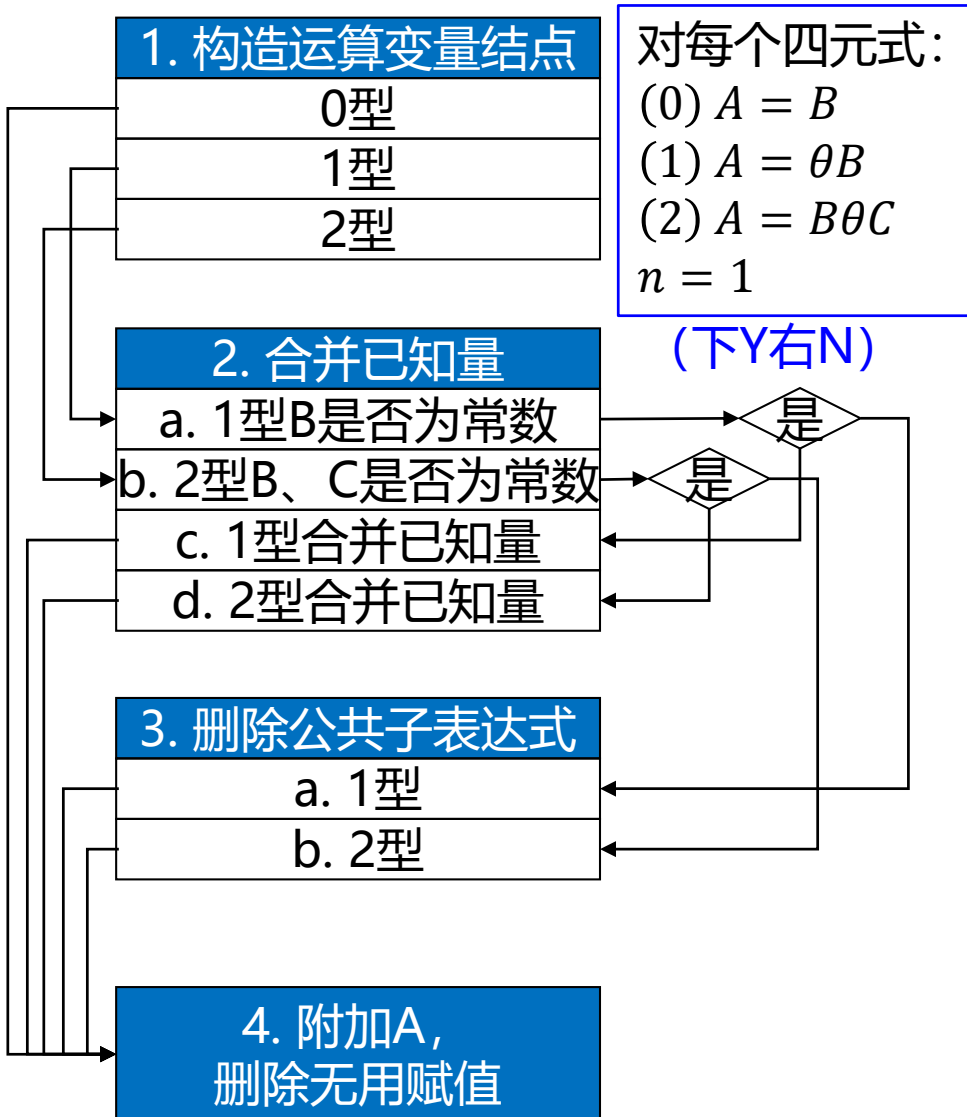 1. 构造运算变量结点
0型
1型
2型
对每个四元式：
(0) A = B
(1) A = θB
(2) A = BθC
n = 1
（下Y右N）
2. 合并已知量
a. 1型B是否为常数
是
b. 2型B、C是否为常数
是
c. 1型合并已知量
d. 2型合并已知量
3. 删除公共子表达式
a. 1型
b. 2型
4. 附加A，
删除无用赋值